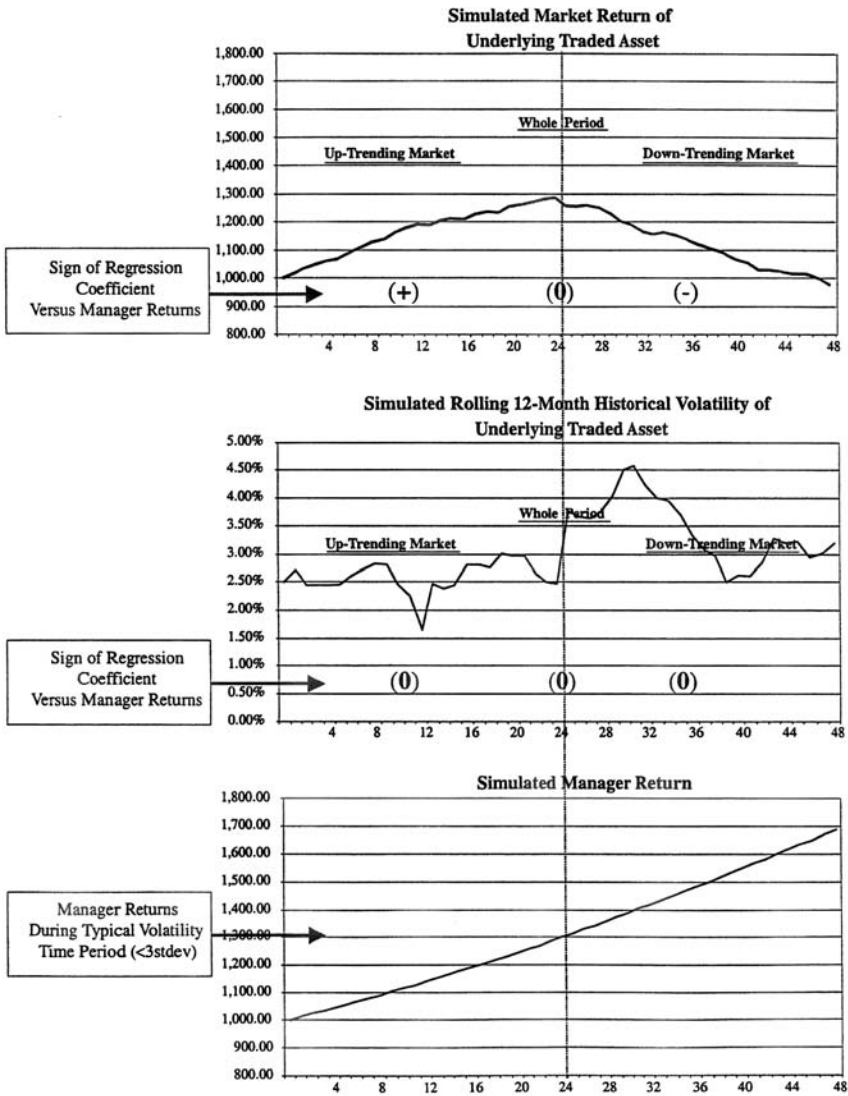 Simulated Market Return of
Underlying Traded Asset
1,800.00
1,700.00
1,600.00
1,500.00
1,400.00
1,300.00
1,200.00
1,100.00
1,000.00
900.00
800.00
Whole Period
Up-Trending Market
Down-Trending Market
Sign of Regression
Coefficient
Versus Manager Returns
(+) (0) (-)
4 8 12 16 20 24 28 32 36 40 44 48
Simulated Rolling 12-Month Historical Volatility of
Underlying Traded Asset
5.00%
4.50%
4.00%
3.50%
3.00%
2.50%
2.00%
1.50%
1.00%
0.50%
0.00%
Whole Period
Up-Trending Market
Down-Trending Market
Sign of Regression
Coefficient
Versus Manager Returns
(0) (0) (0)
4 8 12 16 20 24 28 32 36 40 44 48
Simulated Manager Return
1,800.00
1,700.00
1,600.00
1,500.00
1,400.00
1,300.00
1,200.00
1,100.00
1,000.00
900.00
800.00
Manager Returns
During Typical Volatility
Time Period (<3stdev)
4 8 12 16 20 24 28 32 36 40 44 48